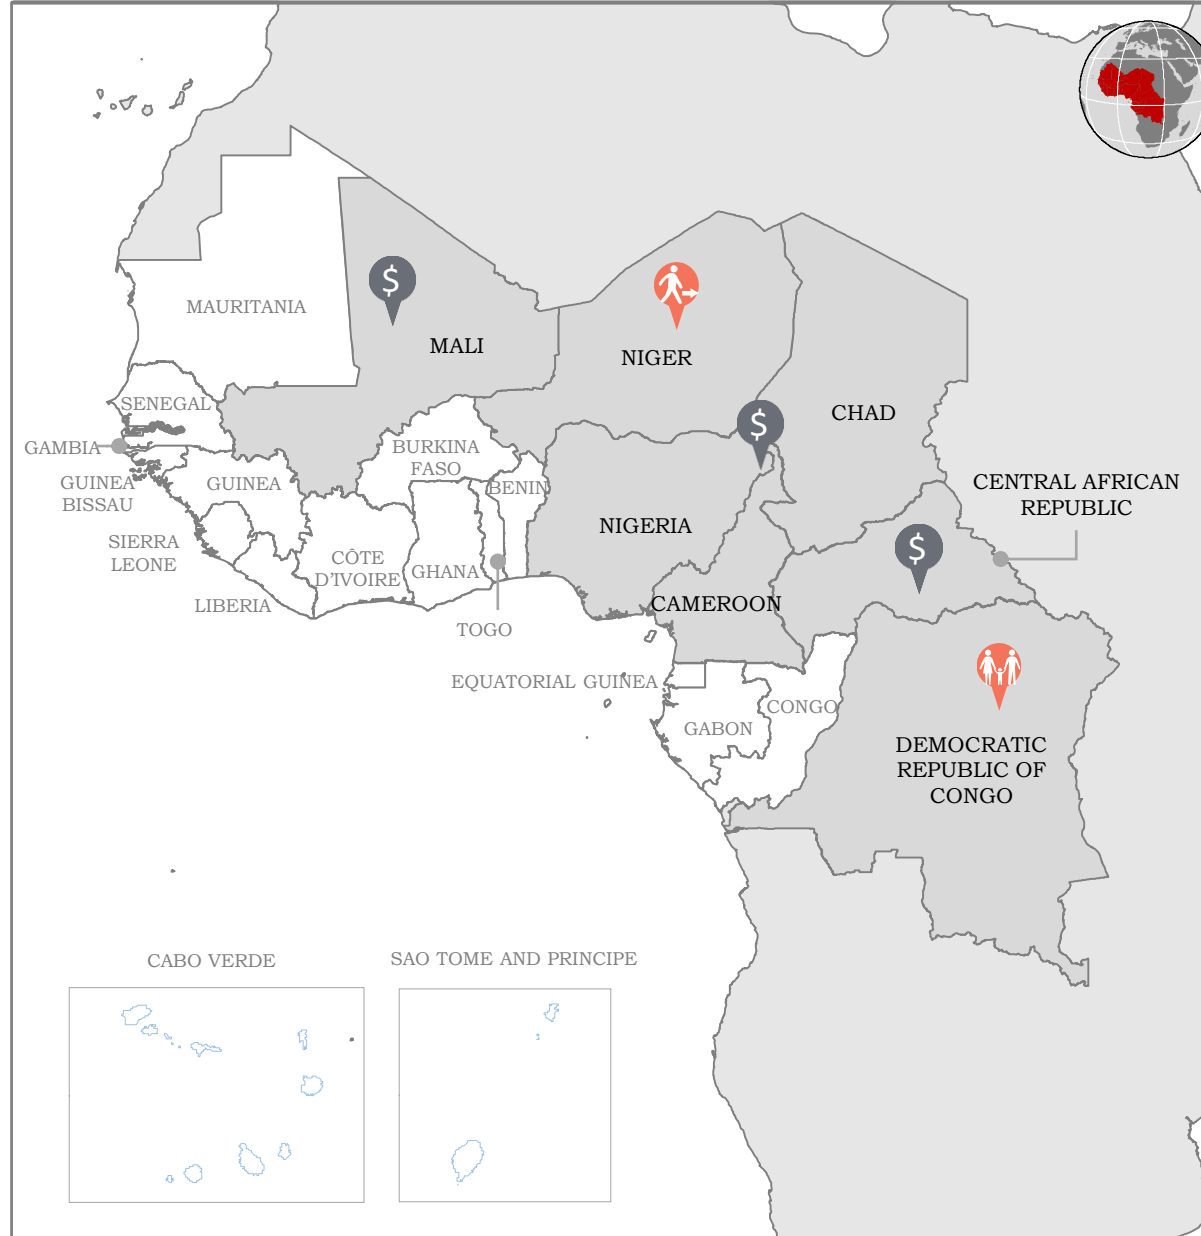 MAURITANIA
MALI
NIGER
CHAD
SENEGAL
GAMBIA
GUINEA
BISSAU
GUINEA
BURKINA
FASO
BENIN
NIGERIA
CENTRAL AFRICAN
REPUBLIC
SIERRA
LEONE
CÔTE
D'IVOIRE
GHANA
LIBERIA
TOGO
CAMEROON
EQUATORIAL GUINEA
GABON
CONGO
DEMOCRATIC
REPUBLIC OF
CONGO
CABO VERDE
SAO TOME AND PRINCIPE
$
$
$